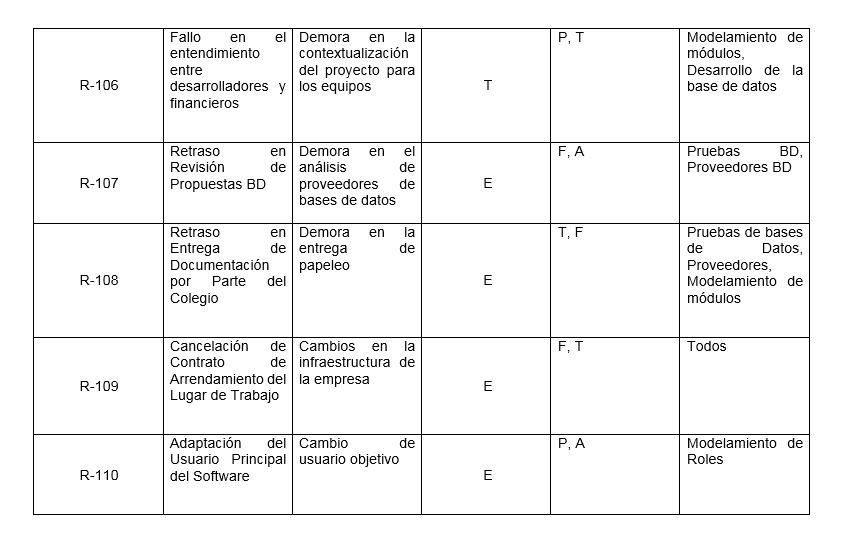 R-106
Fallo en el
entendimiento
entre
desarrolladores y
financieros
Demora en la
contextualización
del proyecto para
los equipos
T
P, T
Modelamiento de
módulos,
Desarrollo de la
base de datos
R-107
Retraso en
Revisión de
Propuestas BD
Demora en el
análisis de
proveedores de
bases de datos
E
F, A
Pruebas BD,
Proveedores BD
R-108
Retraso en
Entrega de
Documentación
por Parte del
Colegio
Demora en la
entrega de
papeleo
E
T, F
Pruebas de bases
de Datos,
Proveedores,
Modelamiento de
módulos
R-109
Cancelación de
Contrato de
Arrendamiento del
Lugar de Trabajo
Cambios en la
infraestructura de
la empresa
E
F, T
Todos
R-110
Adaptación del
Usuario Principal
del Software
Cambio de
usuario objetivo
E
P, A
Modelamiento de
Roles